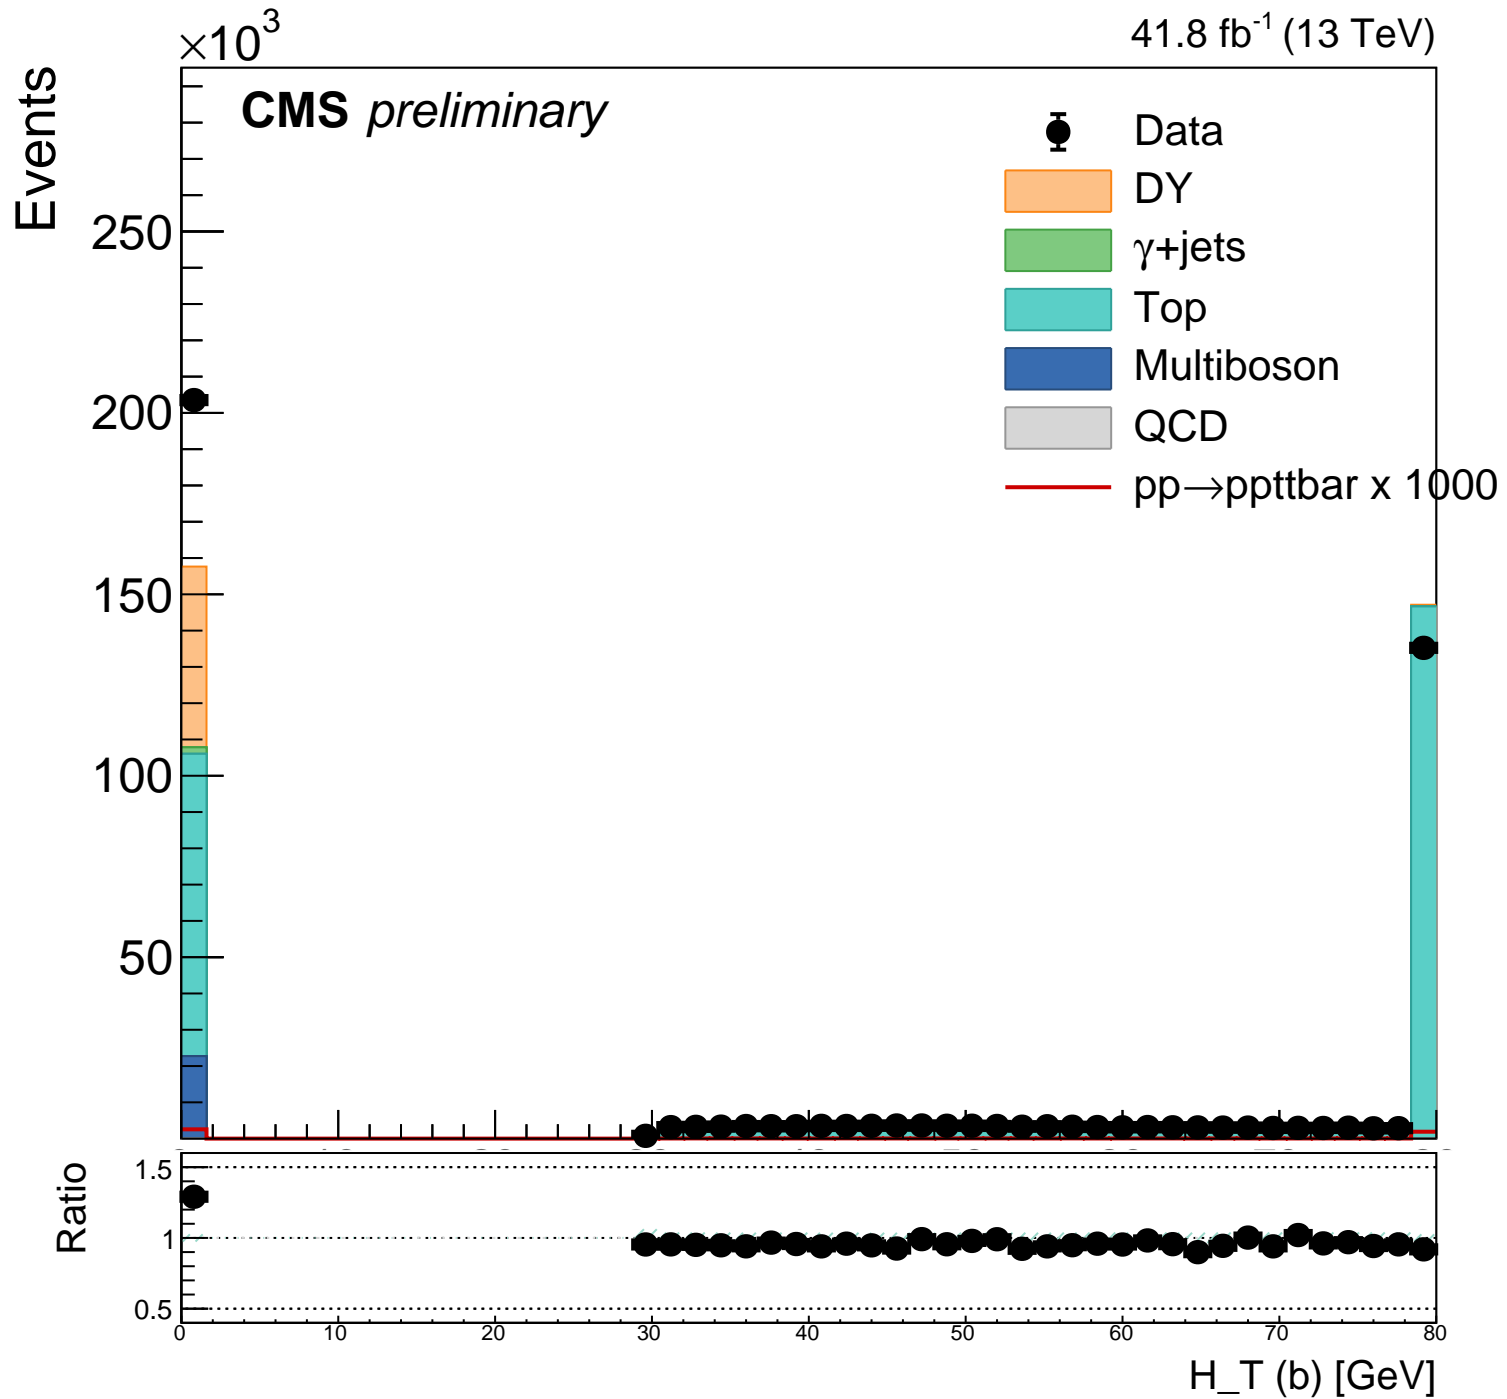 ×10³
41.8 fb⁻¹ (13 TeV)
CMS preliminary
Events
Data
DY
γ+jets
Top
Multiboson
QCD
pp→ppttbar x 1000
250
200
150
100
50
Ratio
1.5
1
0.5
0 10 20 30 40 50 60 70 80
H_T (b) [GeV]